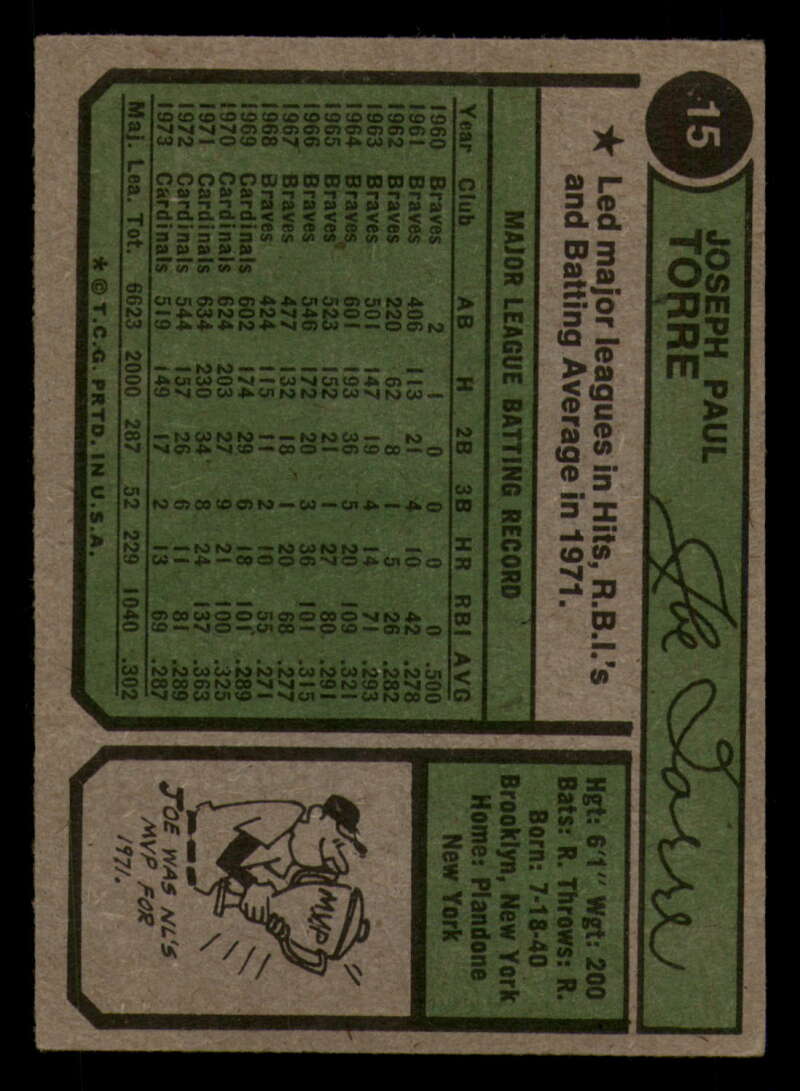 15
JOSEPH PAUL
TORRE
Joe Torre
★ Led major leagues in Hits, R.B.I.'s
and Batting Average in 1971.
MAJOR LEAGUE BATTING RECORD
Year Club AB H 2B 3B HR RBI AVG
1960 Braves 2 1 0 0 0 0 .500
1961 Braves 406 113 21 4 10 42 .278
1962 Braves 220 62 8 1 5 26 .282
1963 Braves 501 147 19 4 14 71 .293
1964 Braves 601 193 36 5 20 109 .321
1965 Braves 523 152 21 1 27 80 .291
1966 Braves 546 172 20 3 36 101 .315
1967 Braves 477 132 18 1 20 68 .277
1968 Braves 424 115 11 2 10 55 .271
1969 Cardinals 602 174 29 6 18 101 .289
1970 Cardinals 624 203 27 9 21 100 .325
1971 Cardinals 634 230 34 8 24 137 .363
1972 Cardinals 544 157 26 6 11 81 .289
1973 Cardinals 519 149 17 2 13 69 .287
Maj. Lea. Tot. 6623 2000 287 52 229 1040 .302
* © T.C.G. PRTD. IN U.S.A.
Hgt: 6'1" Wgt: 200
Bats: R. Throws: R.
Born: 7-18-40
Brooklyn, New York
Home: Plandone
New York
MVP
JOE WAS NL'S
MVP FOR
1971.